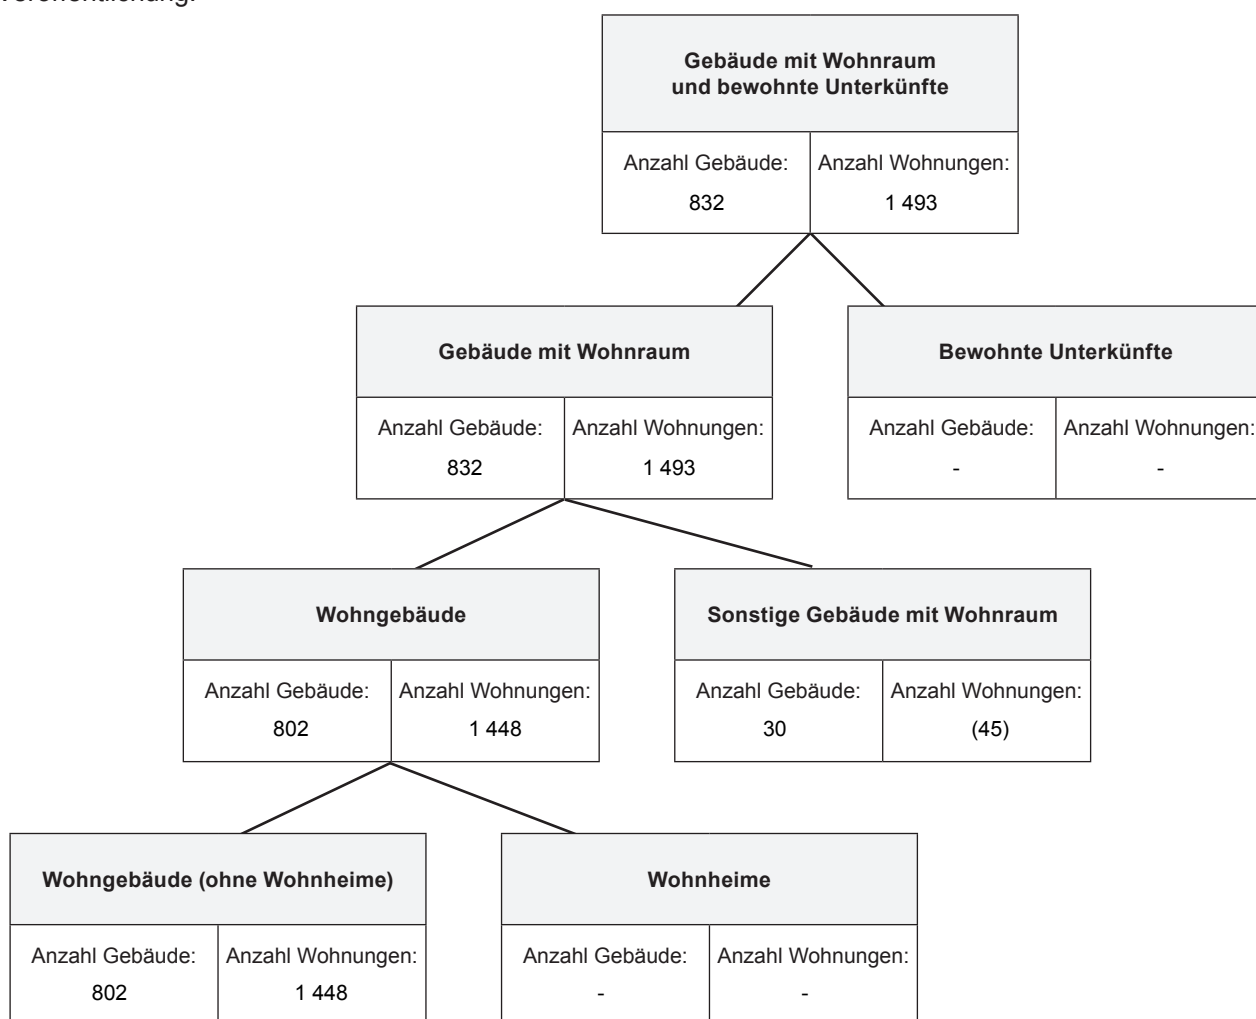 Veröffentlichung.
Gebäude mit Wohnraum
und bewohnte Unterkünfte
Anzahl Gebäude: Anzahl Wohnungen:
832 1 493
Gebäude mit Wohnraum Bewohnte Unterkünfte
Anzahl Gebäude: Anzahl Wohnungen: Anzahl Gebäude: Anzahl Wohnungen:
832 1 493 - -
Wohngebäude Sonstige Gebäude mit Wohnraum
Anzahl Gebäude: Anzahl Wohnungen: Anzahl Gebäude: Anzahl Wohnungen:
802 1 448 30 (45)
Wohngebäude (ohne Wohnheime) Wohnheime
Anzahl Gebäude: Anzahl Wohnungen: Anzahl Gebäude: Anzahl Wohnungen:
802 1 448 - -